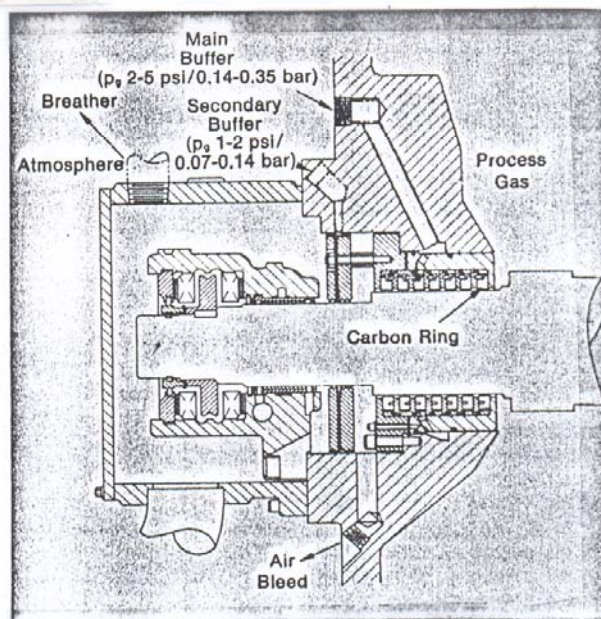 Main
Buffer
(pg 2-5 psi/0.14-0.35 bar)
Breather
Secondary
Buffer
(pg 1-2 psi/
0.07-0.14 bar)
Atmosphere
Process
Gas
Carbon Ring
Air
Bleed